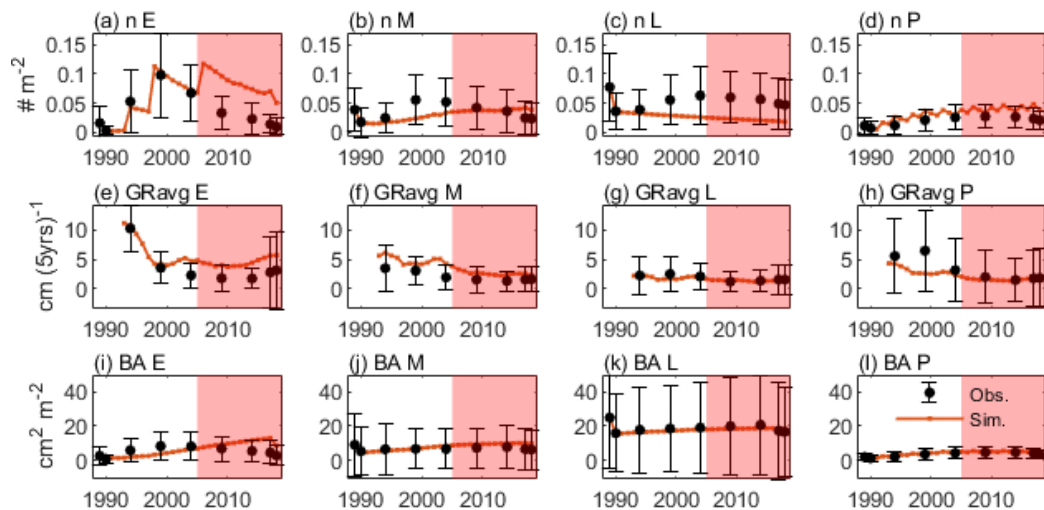 (a) n E
(b) n M
(c) n L
(d) n P
# m-2
0.15
0.1
0.05
0
0.15
0.1
0.05
0
0.15
0.1
0.05
0
0.15
0.1
0.05
0
1990 2000 2010
1990 2000 2010
1990 2000 2010
1990 2000 2010
(e) GRavg E
(f) GRavg M
(g) GRavg L
(h) GRavg P
cm (5yrs)-1
10
5
0
10
5
0
10
5
0
10
5
0
1990 2000 2010
1990 2000 2010
1990 2000 2010
1990 2000 2010
(i) BA E
(j) BA M
(k) BA L
(l) BA P
cm2 m-2
40
20
0
40
20
0
40
20
0
40
20
0
Obs.
Sim.
1990 2000 2010
1990 2000 2010
1990 2000 2010
1990 2000 2010